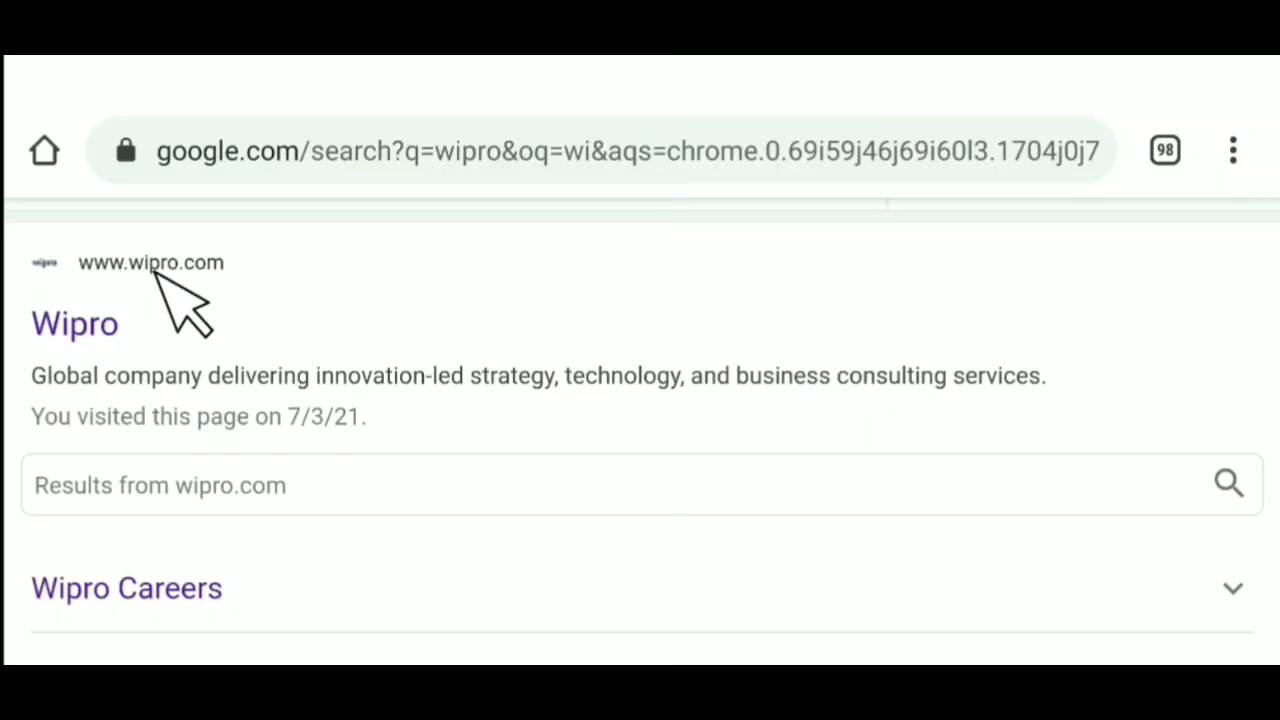 google.com/search?q=wipro&oq=wi&aqs=chrome.0.69i59j46j69i60l3.1704j0j7
98
wipro
www.wipro.com
Wipro
Global company delivering innovation-led strategy, technology, and business consulting services.
You visited this page on 7/3/21.
Results from wipro.com
Wipro Careers